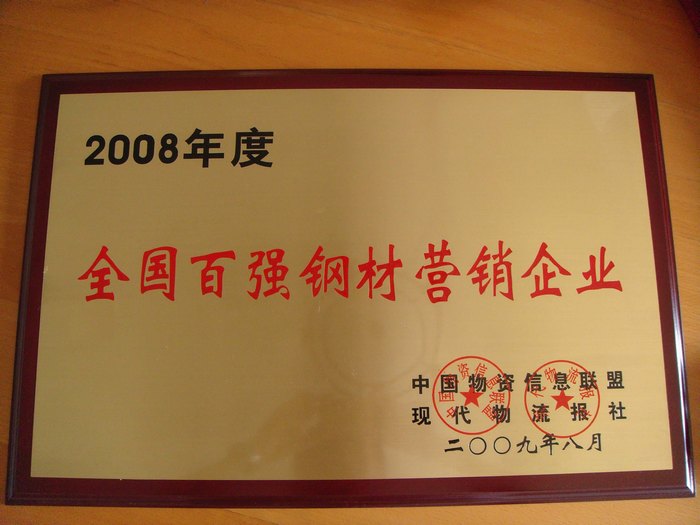 2008年度
全国百强钢材营销企业
中国物资信息联盟
现代物流报社
二〇〇九年八月